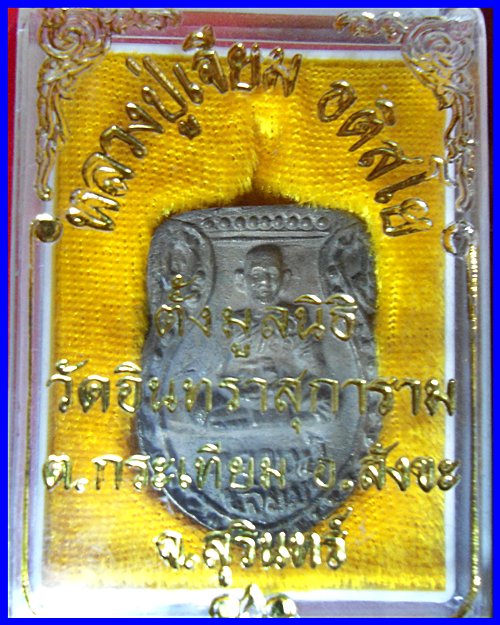 หลวงปู่เจียม อติสโย
ตั้งมูลนิธิ
วัดอินทราสุการาม
ต.กระเทียม อ.สังขะ
จ.สุรินทร์